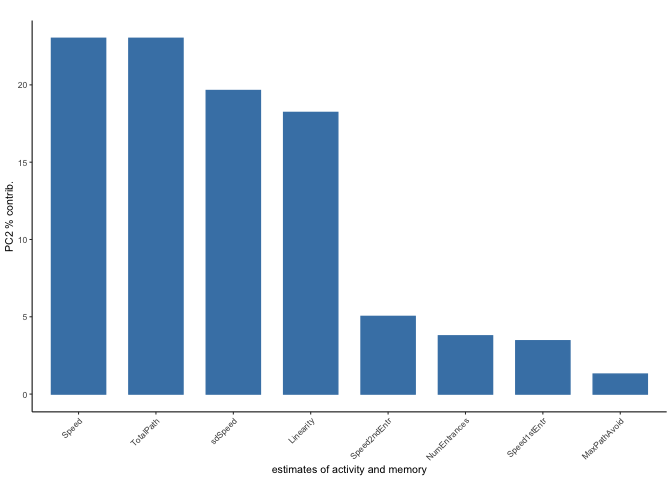 PC2 % contrib.
20
15
10
5
0
Speed
TotalPath
sdSpeed
Linearity
Speed2ndEntr
NumEntrances
Speed1stEntr
MaxPathAvoid
estimates of activity and memory